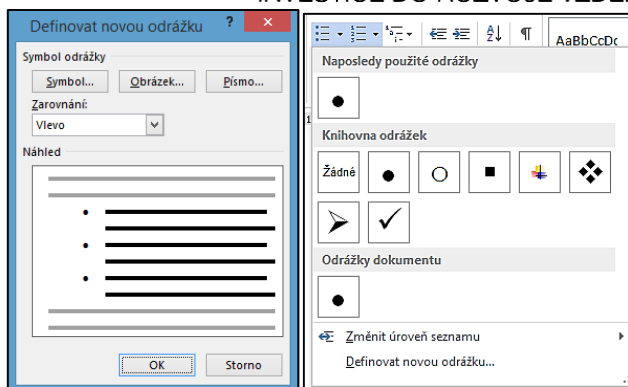 Definovat novou odrážku ?
Symbol odrážky
Symbol... Obrázek... Písmo...
Zarovnání:
Vlevo
Náhled
OK Storno
AaBbCcDc
Naposledy použité odrážky
Knihovna odrážek
Žádné
Odrážky dokumentu
Změnit úroveň seznamu
Definovat novou odrážku...